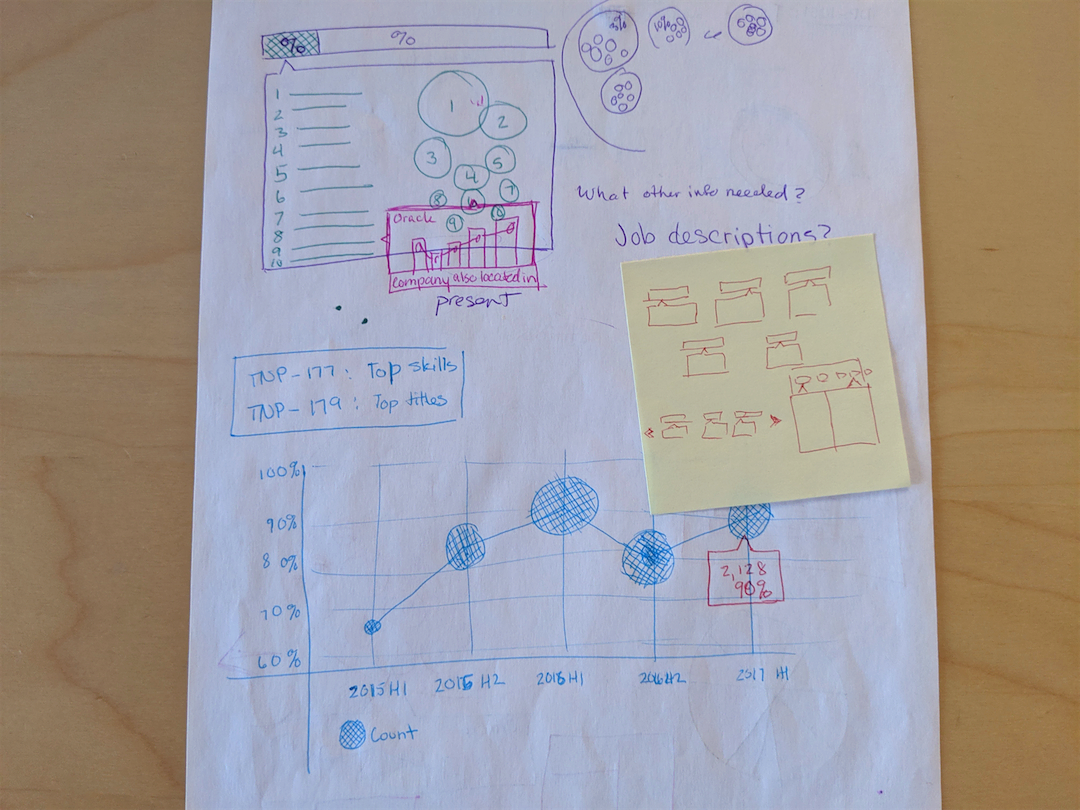 %
%
1
2
3
4
5
6
7
8
9
10
1
2
3
5
4
7
8
9
10
Oracle
Company also located in
present
10%
What other info needed?
Job descriptions?
TNP-177: Top skills
TNP-179: Top titles
100%
90%
80%
70%
60%
2,128
90%
2015 H1
2015 H2
2016 H1
2016 H2
2017 H1
Count